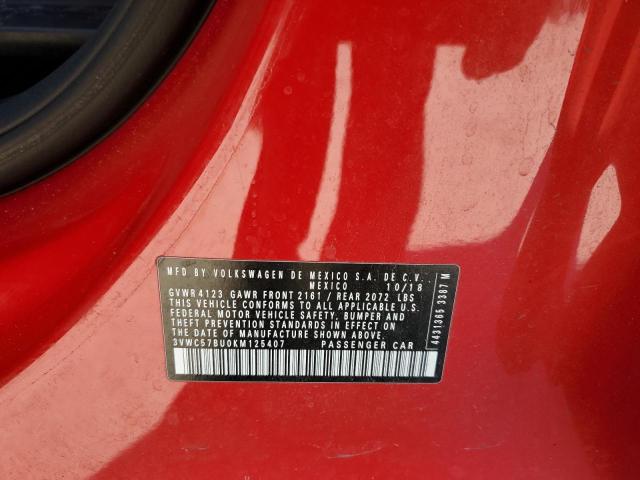 MFD BY VOLKSWAGEN DE MEXICO S.A. DE C.V.
MEXICO 10/18
GVWR 4123 GAWR FRONT 2161 / REAR 2072 LBS
THIS VEHICLE CONFORMS TO ALL APPLICABLE U.S.
FEDERAL MOTOR VEHICLE SAFETY, BUMPER, AND
THEFT PREVENTION STANDARDS IN EFFECT ON
THE DATE OF MANUFACTURE SHOWN ABOVE.
3VWC57BU0KM125407 PASSENGER CAR
4431365 3387 M